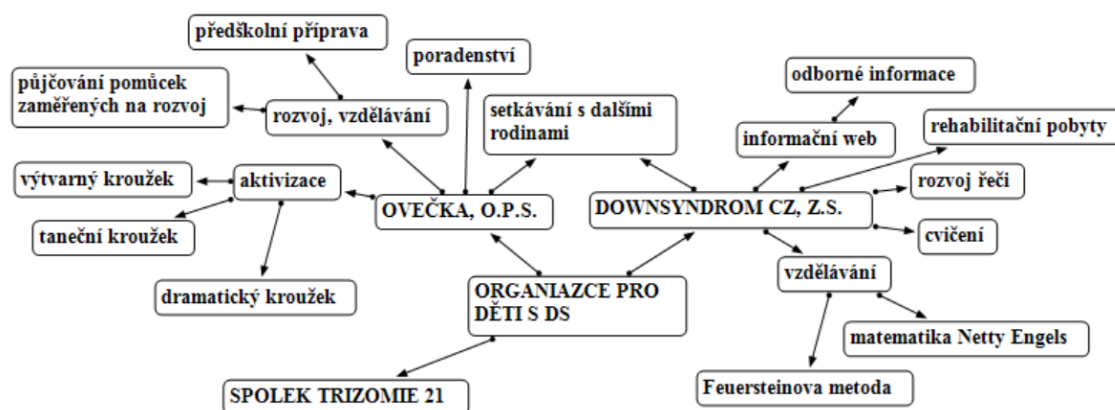 předškolní příprava
poradenství
odborné informace
půjčování pomůcek
zaměřených na rozvoj
rozvoj, vzdělávání
setkávání s dalšími
rodinami
informační web
rehabilitační pobyty
výtvarný kroužek
aktivizace
rozvoj řeči
OVEČKA, O.P.S.
DOWNSYNDROM CZ, Z.S.
taneční kroužek
cvičení
vzdělávání
dramatický kroužek
ORGANIAZCE PRO
DĚTI S DS
matematika Netty Engels
SPOLEK TRIZOMIE 21
Feuersteinova metoda